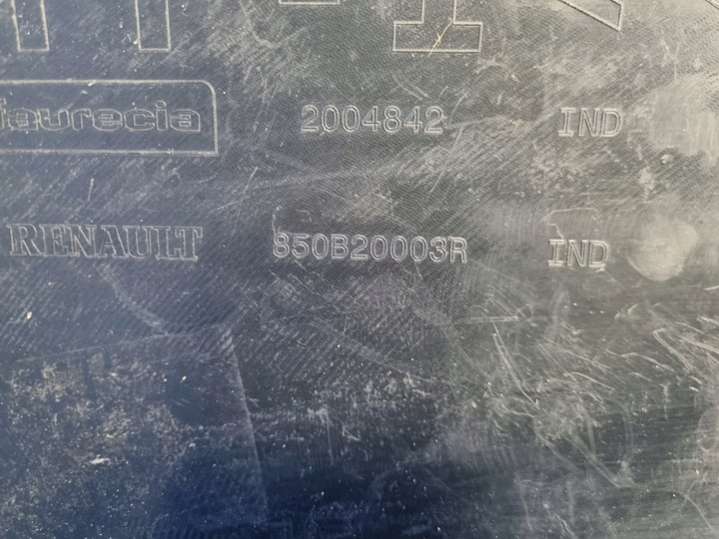 faurecia 2004842 IND
RENAULT 850B20003R IND